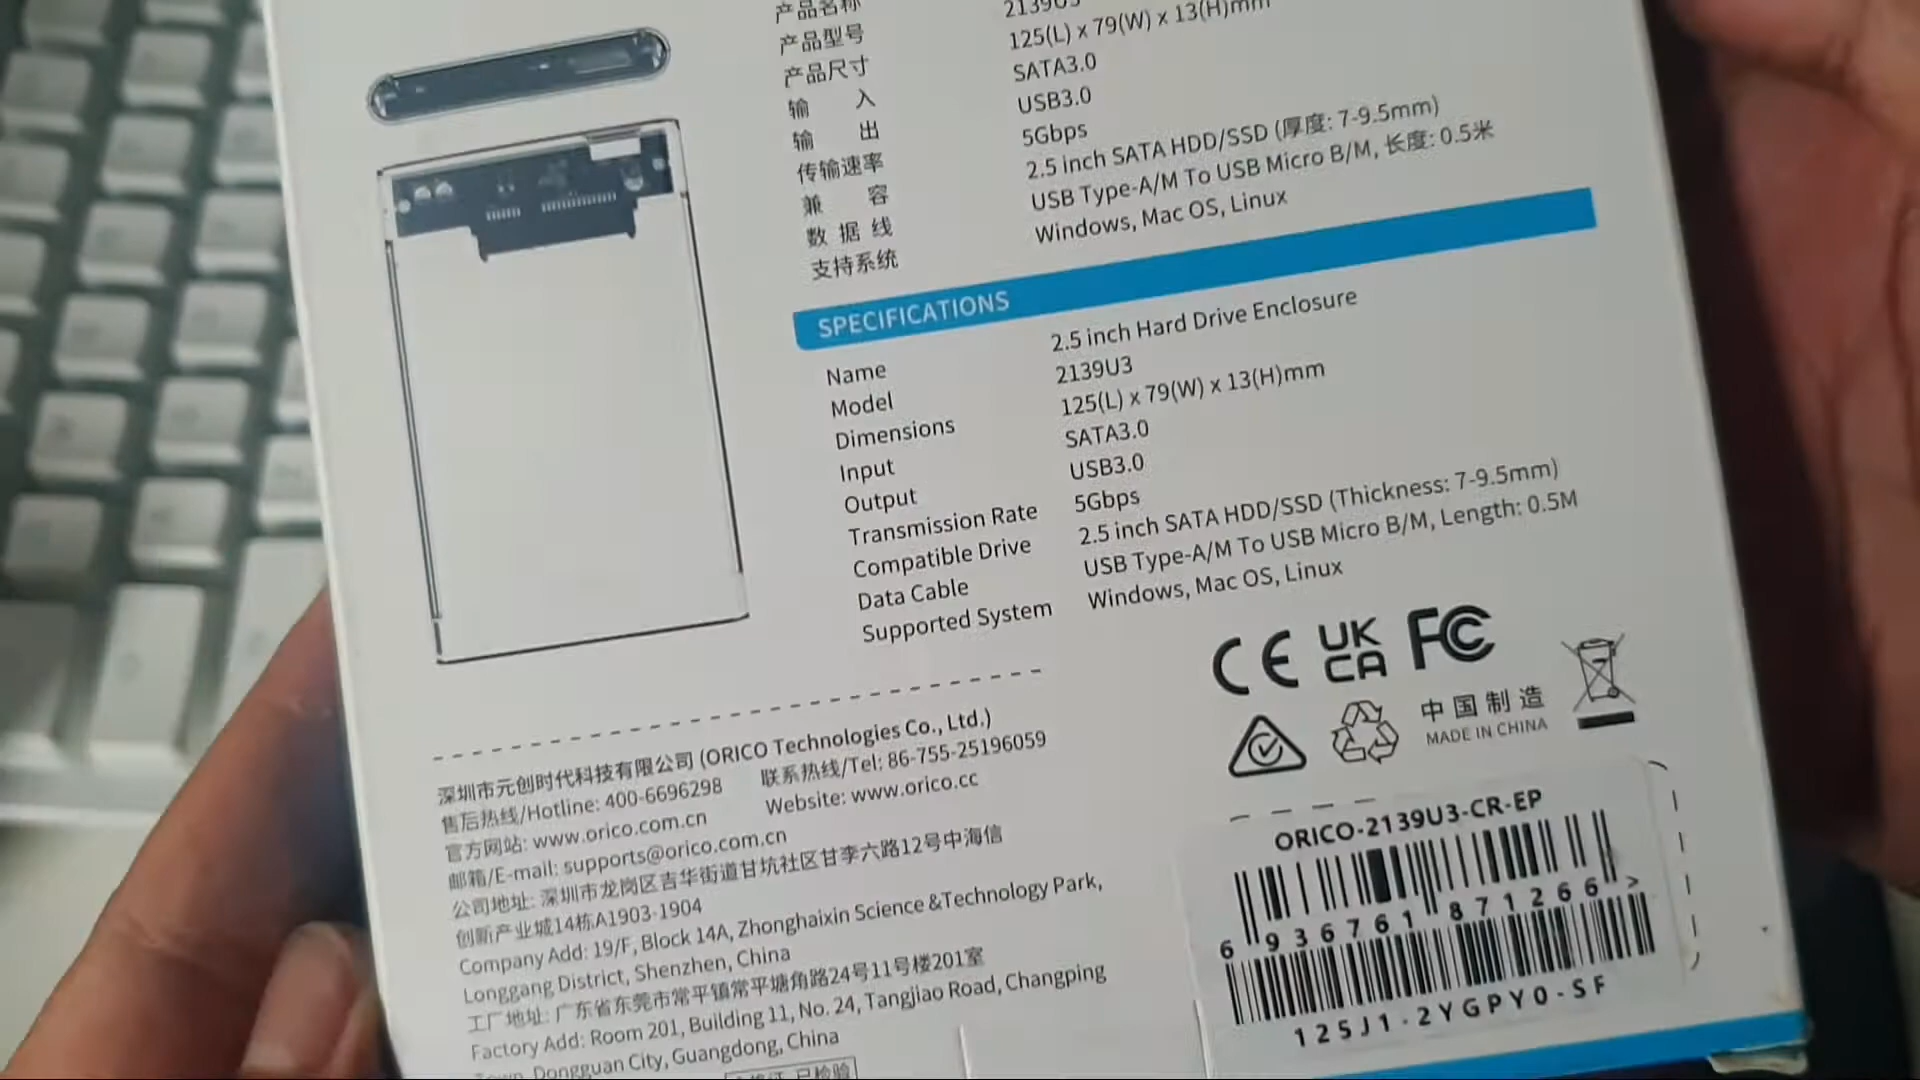 产品名称
产品型号 2139U3
产品尺寸 125(L) x 79(W) x 13(H)mm
输 入 SATA3.0
输 出 USB3.0
传输速率 5Gbps
兼 容 2.5 inch SATA HDD/SSD (厚度: 7-9.5mm)
数 据 线 USB Type-A/M To USB Micro B/M, 长度: 0.5米
支持系统 Windows, Mac OS, Linux
SPECIFICATIONS
Name 2.5 inch Hard Drive Enclosure
Model 2139U3
Dimensions 125(L) x 79(W) x 13(H)mm
Input SATA3.0
Output USB3.0
Transmission Rate 5Gbps
Compatible Drive 2.5 inch SATA HDD/SSD (Thickness: 7-9.5mm)
Data Cable USB Type-A/M To USB Micro B/M, Length: 0.5M
Supported System Windows, Mac OS, Linux
CE UK CA FC
中国制造
MADE IN CHINA
深圳市元创时代科技有限公司 (ORICO Technologies Co., Ltd.)
售后热线/Hotline: 400-6696298 联系热线/Tel: 86-755-25196059
官方网站: www.orico.com.cn Website: www.orico.cc
邮箱/E-mail: supports@orico.com.cn
公司地址: 深圳市龙岗区吉华街道甘坑社区甘李六路12号中海信
创新产业城14栋A1903-1904
Company Add: 19/F, Block 14A, Zhonghaixin Science &Technology Park,
Longgang District, Shenzhen, China
工厂地址: 广东省东莞市常平镇常平塘角路24号11号楼201室
Factory Add: Room 201, Building 11, No. 24, Tangjiao Road, Changping
Town, Dongguan City, Guangdong, China
已检验
ORICO-2139U3-CR-EP
6 936761 871266 >
125J1-2YGPY0-SF